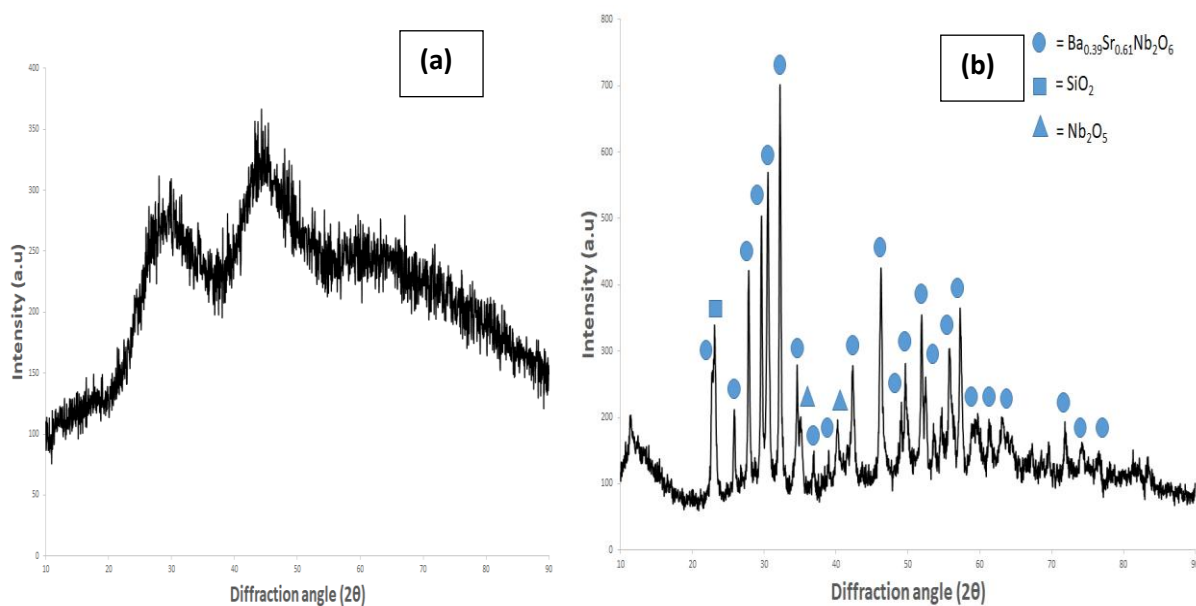 (a)
400
350
300
250
200
150
100
50
0
10 20 30 40 50 60 70 80 90
Intensity (a.u)
Diffraction angle (2θ)
(b)
= Ba0.39Sr0.61Nb2O6
= SiO2
= Nb2O5
800
700
600
500
400
300
200
100
0
10 20 30 40 50 60 70 80 90
Intensity (a.u)
Diffraction angle (2θ)